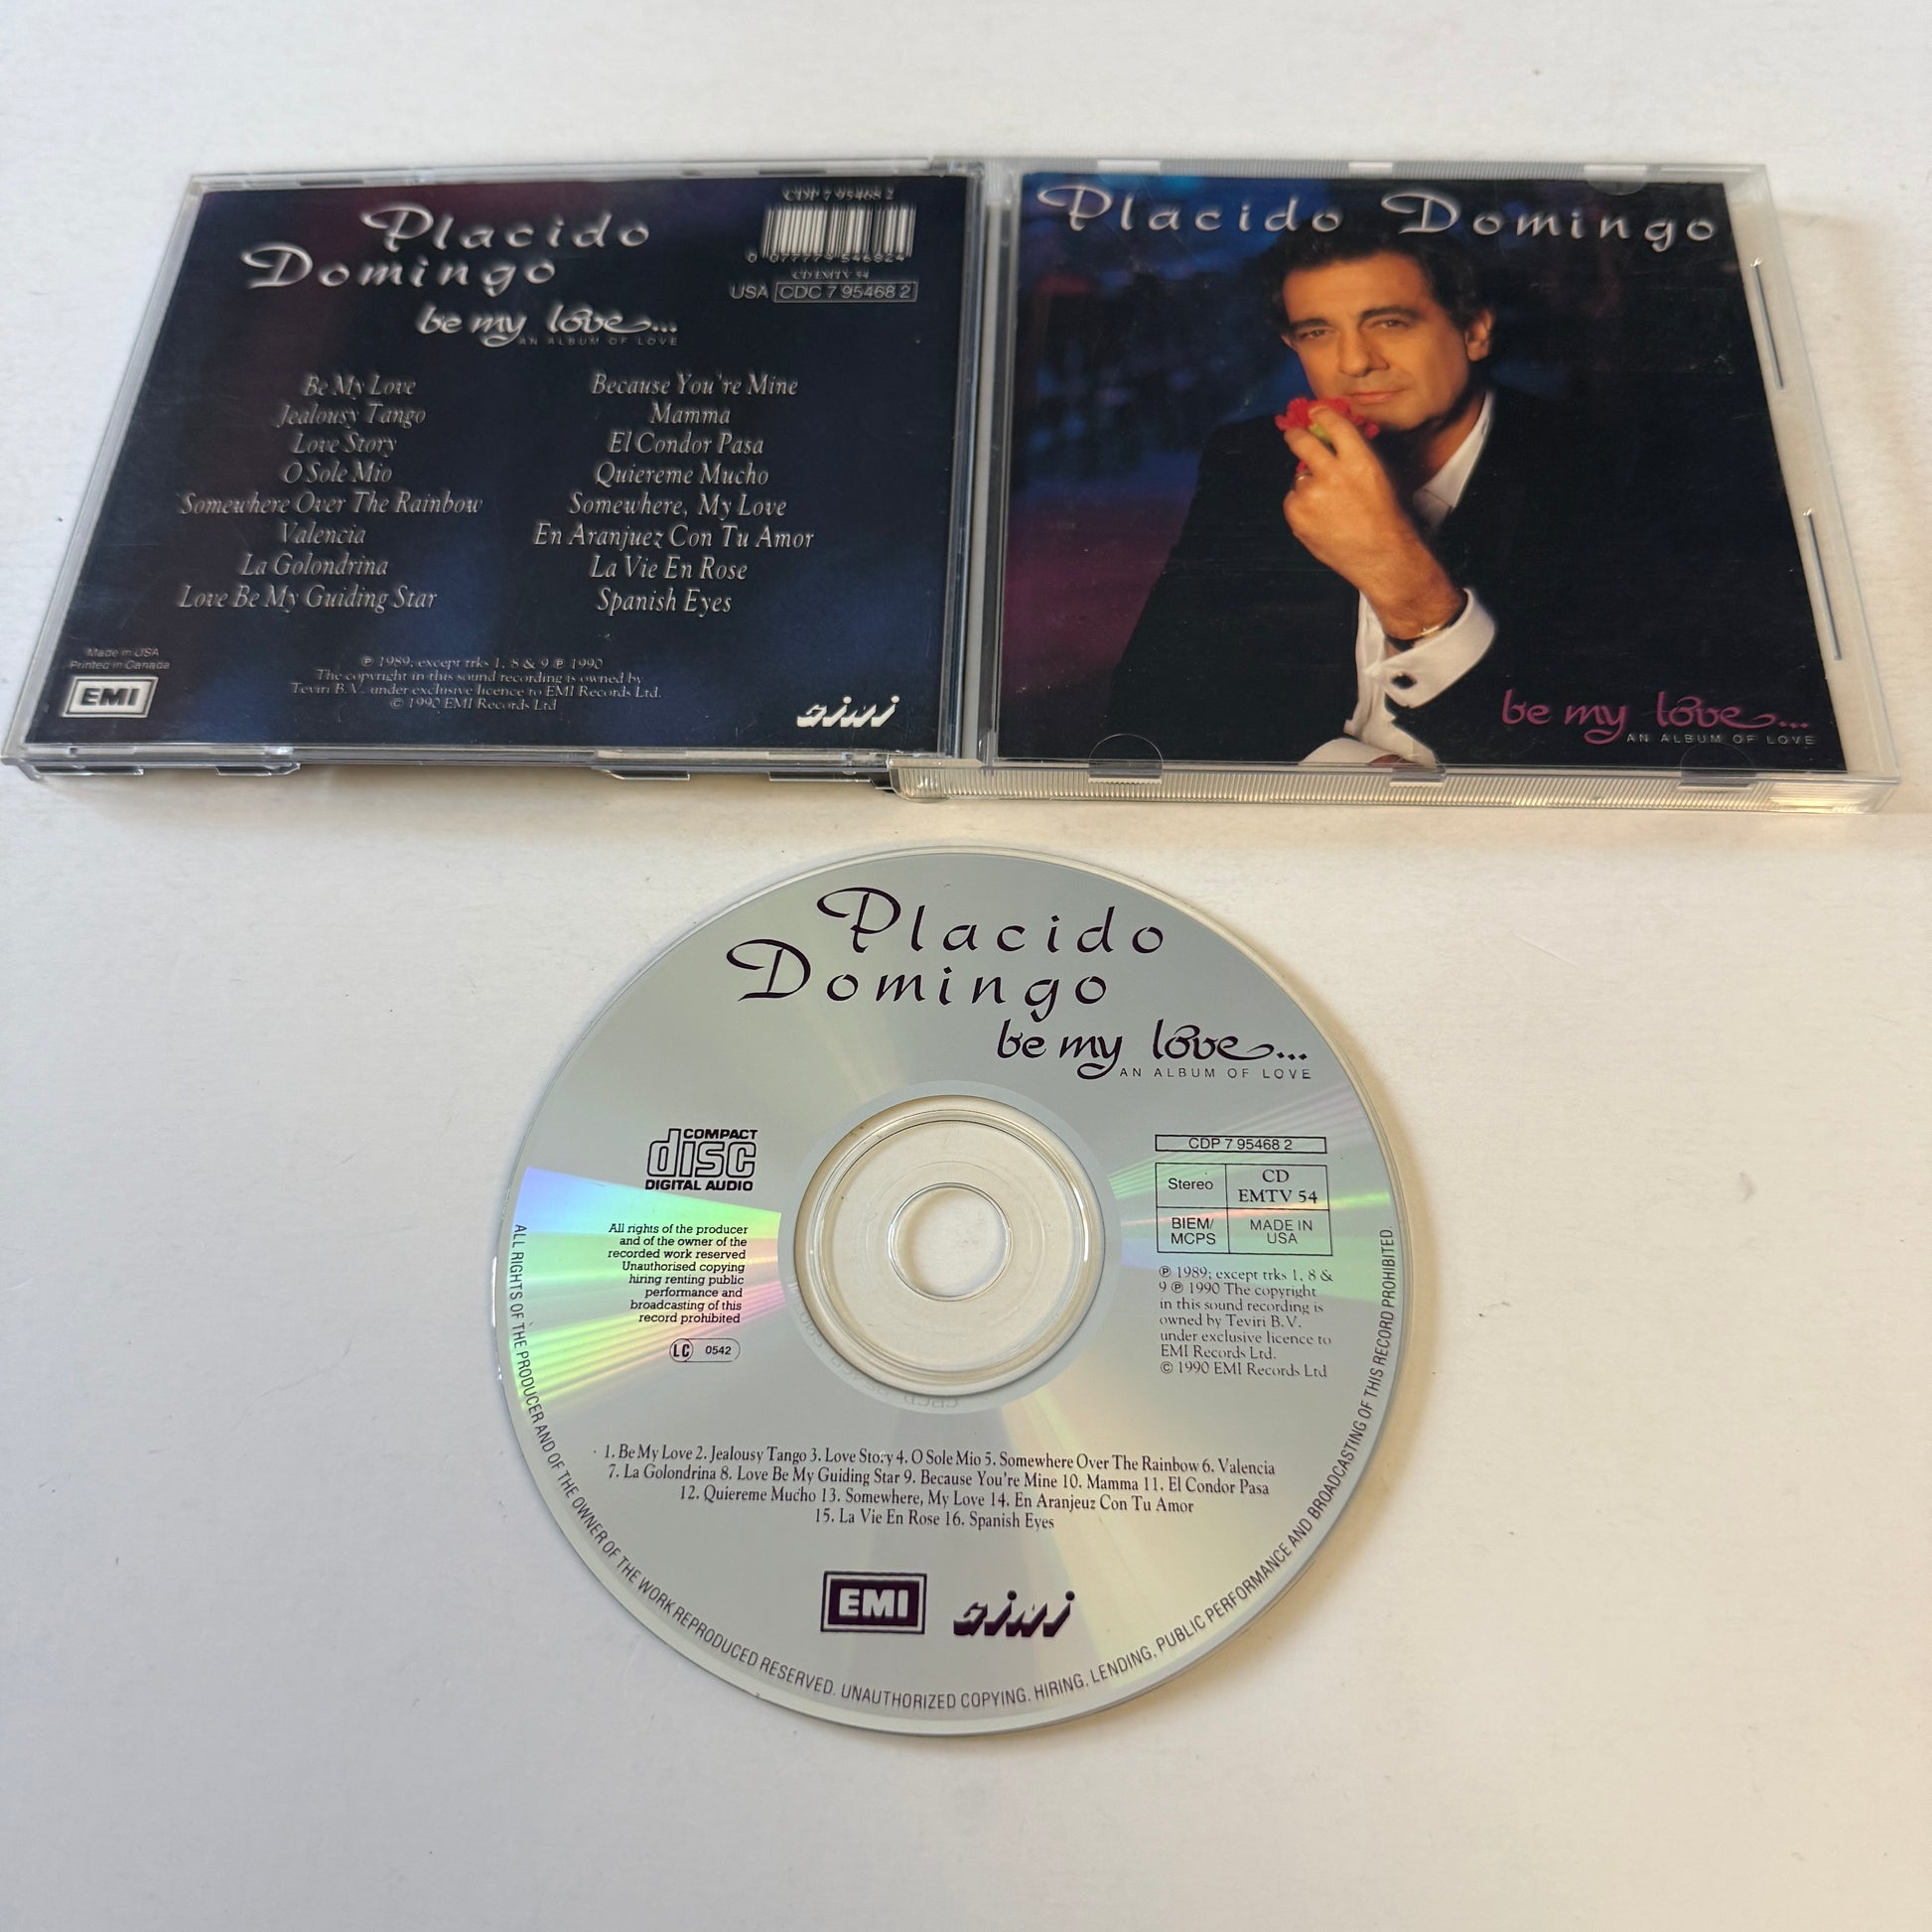 Placido
Domingo
be my love...
AN ALBUM OF LOVE
CDP 7 95468 2
0 77779 54682 4
CD EMTV 54
USA CDC 7 95468 2
Be My Love
Jealousy Tango
Love Story
O Sole Mio
Somewhere Over The Rainbow
Valencia
La Golondrina
Love Be My Guiding Star
Because You're Mine
Mamma
El Condor Pasa
Quiereme Mucho
Somewhere, My Love
En Aranjuez Con Tu Amor
La Vie En Rose
Spanish Eyes
Made in USA
Printed in Canada
EMI
℗ 1989; except trks 1, 8 & 9 ℗ 1990
The copyright in this sound recording is owned by
Teviri B.V. under exclusive licence to EMI Records Ltd.
© 1990 EMI Records Ltd
Placido Domingo
be my love...
AN ALBUM OF LOVE
Placido
Domingo
be my love...
AN ALBUM OF LOVE
COMPACT
disc
DIGITAL AUDIO
All rights of the producer
and of the owner of the
recorded work reserved
Unauthorised copying
hiring renting public
performance and
broadcasting of this
record prohibited
LC 0542
CDP 7 95468 2
Stereo
CD
EMTV 54
BIEM/
MCPS
MADE IN
USA
℗ 1989; except trks 1, 8 &
9 ℗ 1990 The copyright
in this sound recording is
owned by Teviri B.V.
under exclusive licence to
EMI Records Ltd.
© 1990 EMI Records Ltd
1. Be My Love 2. Jealousy Tango 3. Love Story 4. O Sole Mio 5. Somewhere Over The Rainbow 6. Valencia
7. La Golondrina 8. Love Be My Guiding Star 9. Because You're Mine 10. Mamma 11. El Condor Pasa
12. Quiereme Mucho 13. Somewhere, My Love 14. En Aranjeuz Con Tu Amor
15. La Vie En Rose 16. Spanish Eyes
EMI
ALL RIGHTS OF THE PRODUCER AND OF THE OWNER OF THE WORK REPRODUCED RESERVED. UNAUTHORIZED COPYING, HIRING, LENDING, PUBLIC PERFORMANCE AND BROADCASTING OF THIS RECORD PROHIBITED.